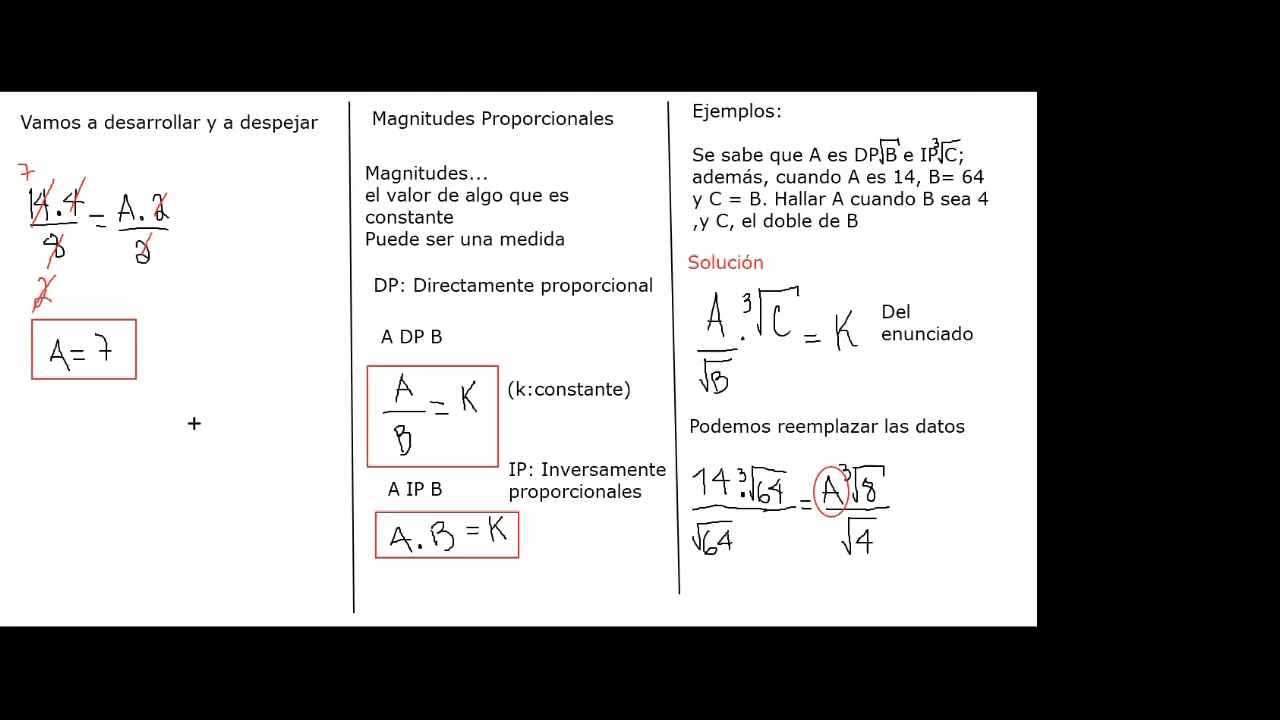 Vamos a desarrollar y a despejar
7
14.4/8 = A.2/2
2
A = 7
+
Magnitudes Proporcionales
Magnitudes...
el valor de algo que es
constante
Puede ser una medida
DP: Directamente proporcional
A DP B
A/B = K (k:constante)
IP: Inversamente
proporcionales
A IP B
A.B = K
Ejemplos:
Se sabe que A es DP√B e IP∛C;
además, cuando A es 14, B= 64
y C = B. Hallar A cuando B sea 4
,y C, el doble de B
Solución
A/√B . ∛C = K Del
enunciado
Podemos reemplazar las datos
14.∛64/√64 = A∛8/√4